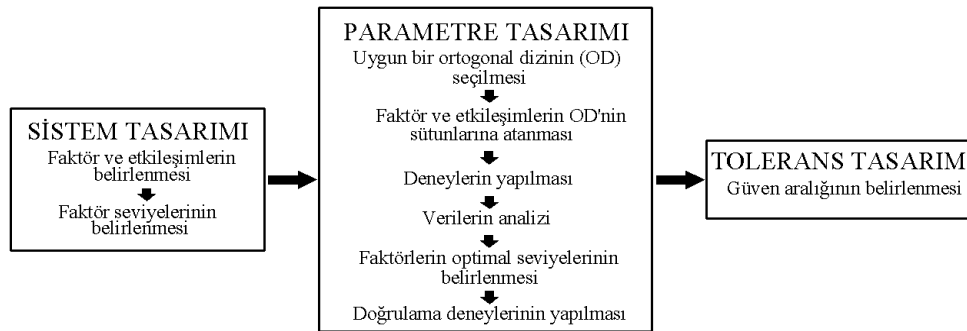 SİSTEM TASARIMI
Faktör ve etkileşimlerin
belirlenmesi
Faktör seviyelerinin
belirlenmesi
PARAMETRE TASARIMI
Uygun bir ortogonal dizinin (OD)
seçilmesi
Faktör ve etkileşimlerin OD'nin
sütunlarına atanması
Deneylerin yapılması
Verilerin analizi
Faktörlerin optimal seviyelerinin
belirlenmesi
Doğrulama deneylerinin yapılması
TOLERANS TASARIM
Güven aralığının belirlenmesi